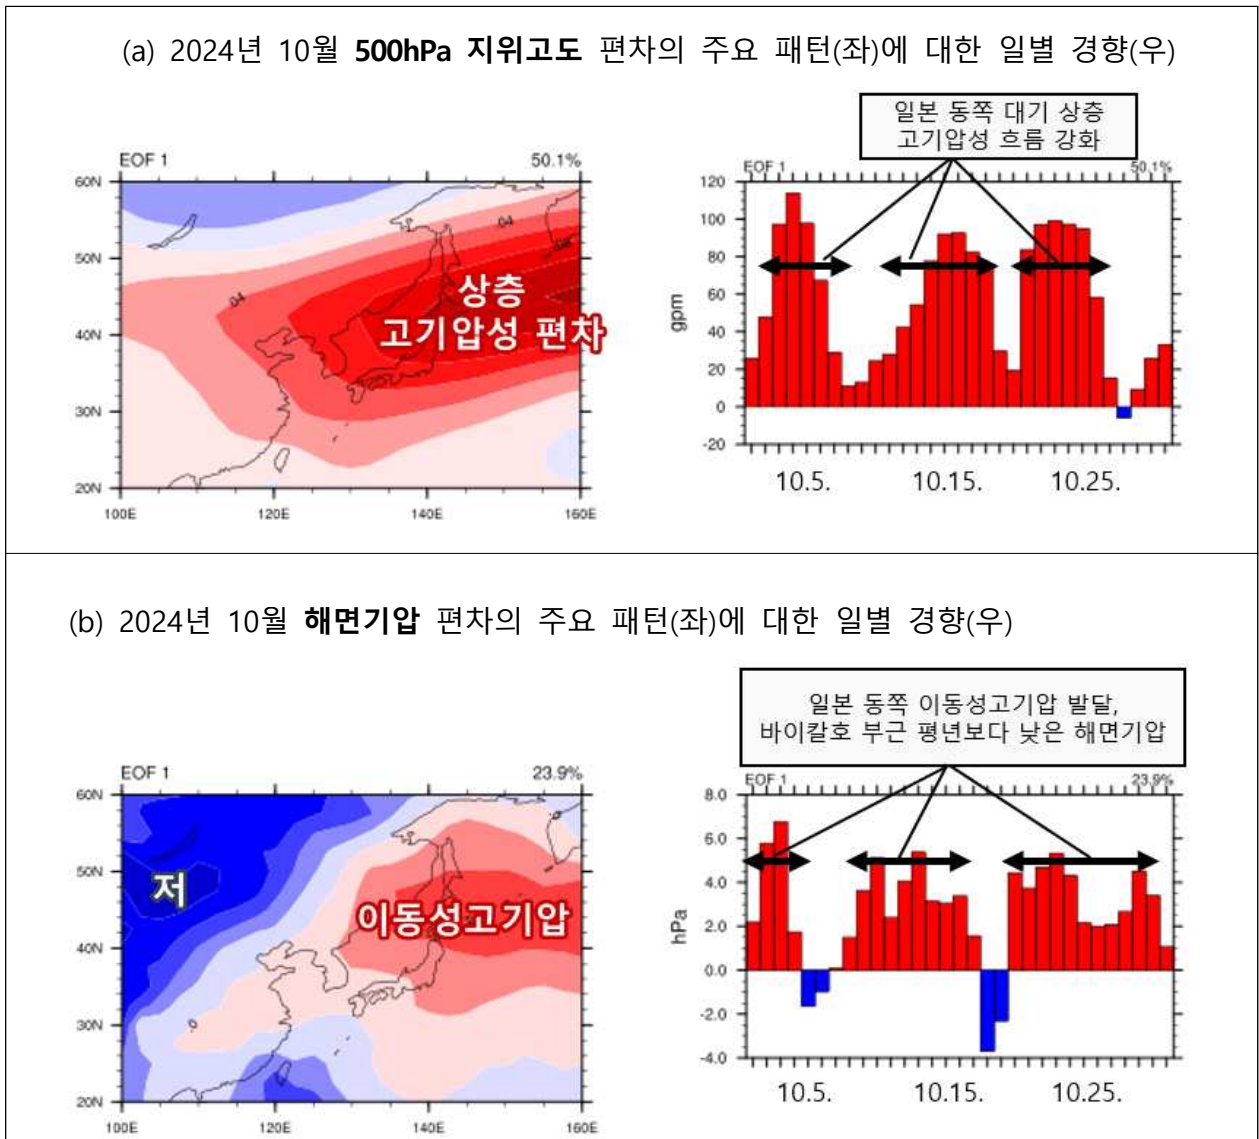 (a) 2024년 10월 500hPa 지위고도 편차의 주요 패턴(좌)에 대한 일별 경향(우)
일본 동쪽 대기 상층
고기압성 흐름 강화
EOF 1 50.1%
60N
50N
40N
30N
20N
100E 120E 140E 160E
.04
.04
상층
고기압성 편차
EOF 1 50.1%
gpm
120
100
80
60
40
20
0
-20
10.5. 10.15. 10.25.
(b) 2024년 10월 해면기압 편차의 주요 패턴(좌)에 대한 일별 경향(우)
일본 동쪽 이동성고기압 발달,
바이칼호 부근 평년보다 낮은 해면기압
EOF 1 23.9%
60N
50N
40N
30N
20N
100E 120E 140E 160E
저
이동성고기압
EOF 1 23.9%
hPa
8.0
6.0
4.0
2.0
0.0
-2.0
-4.0
10.5. 10.15. 10.25.